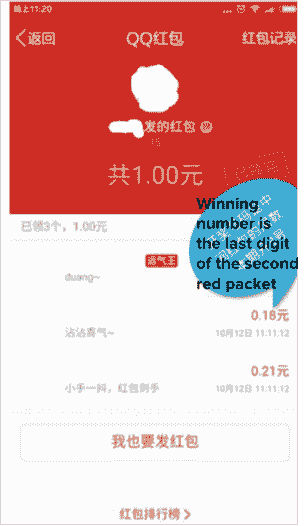 晚上11:20
返回
QQ红包
红包记录
发的红包
共1.00元
Winning
number is
the last digit
of the second
red packet
已领3个，1.00元
运气王
duang~
0.18元
沾沾喜气~
10月12日 11:11:12
0.21元
小手一抖，红包到手
10月12日 11:11:12
我也要发红包
红包排行榜